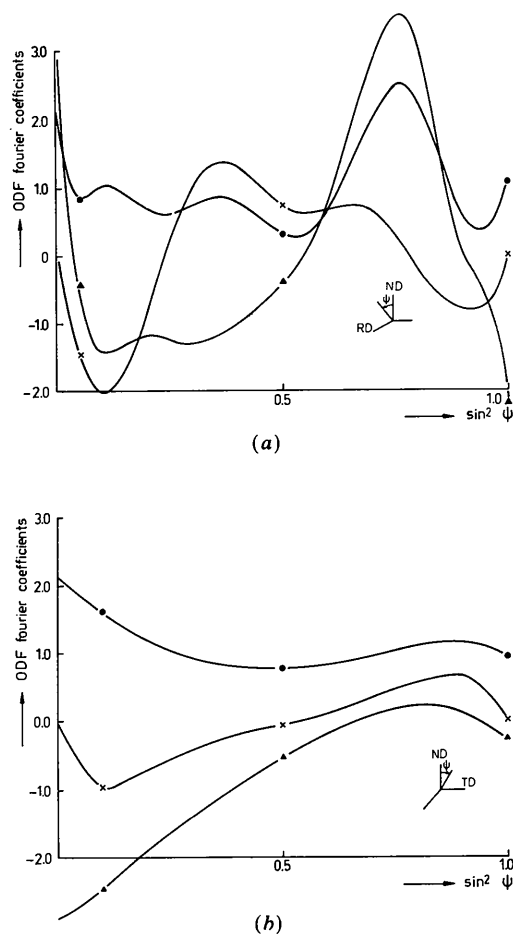 ODF fourier coefficients
3.0
2.0
1.0
0
-1.0
-2.0
ND
ψ
RD
0.5
1.0
sin² ψ
(a)
ODF fourier coefficients
3.0
2.0
1.0
0.0
-1.0
-2.0
ND
ψ
TD
0.5
1.0
sin² ψ
(b)